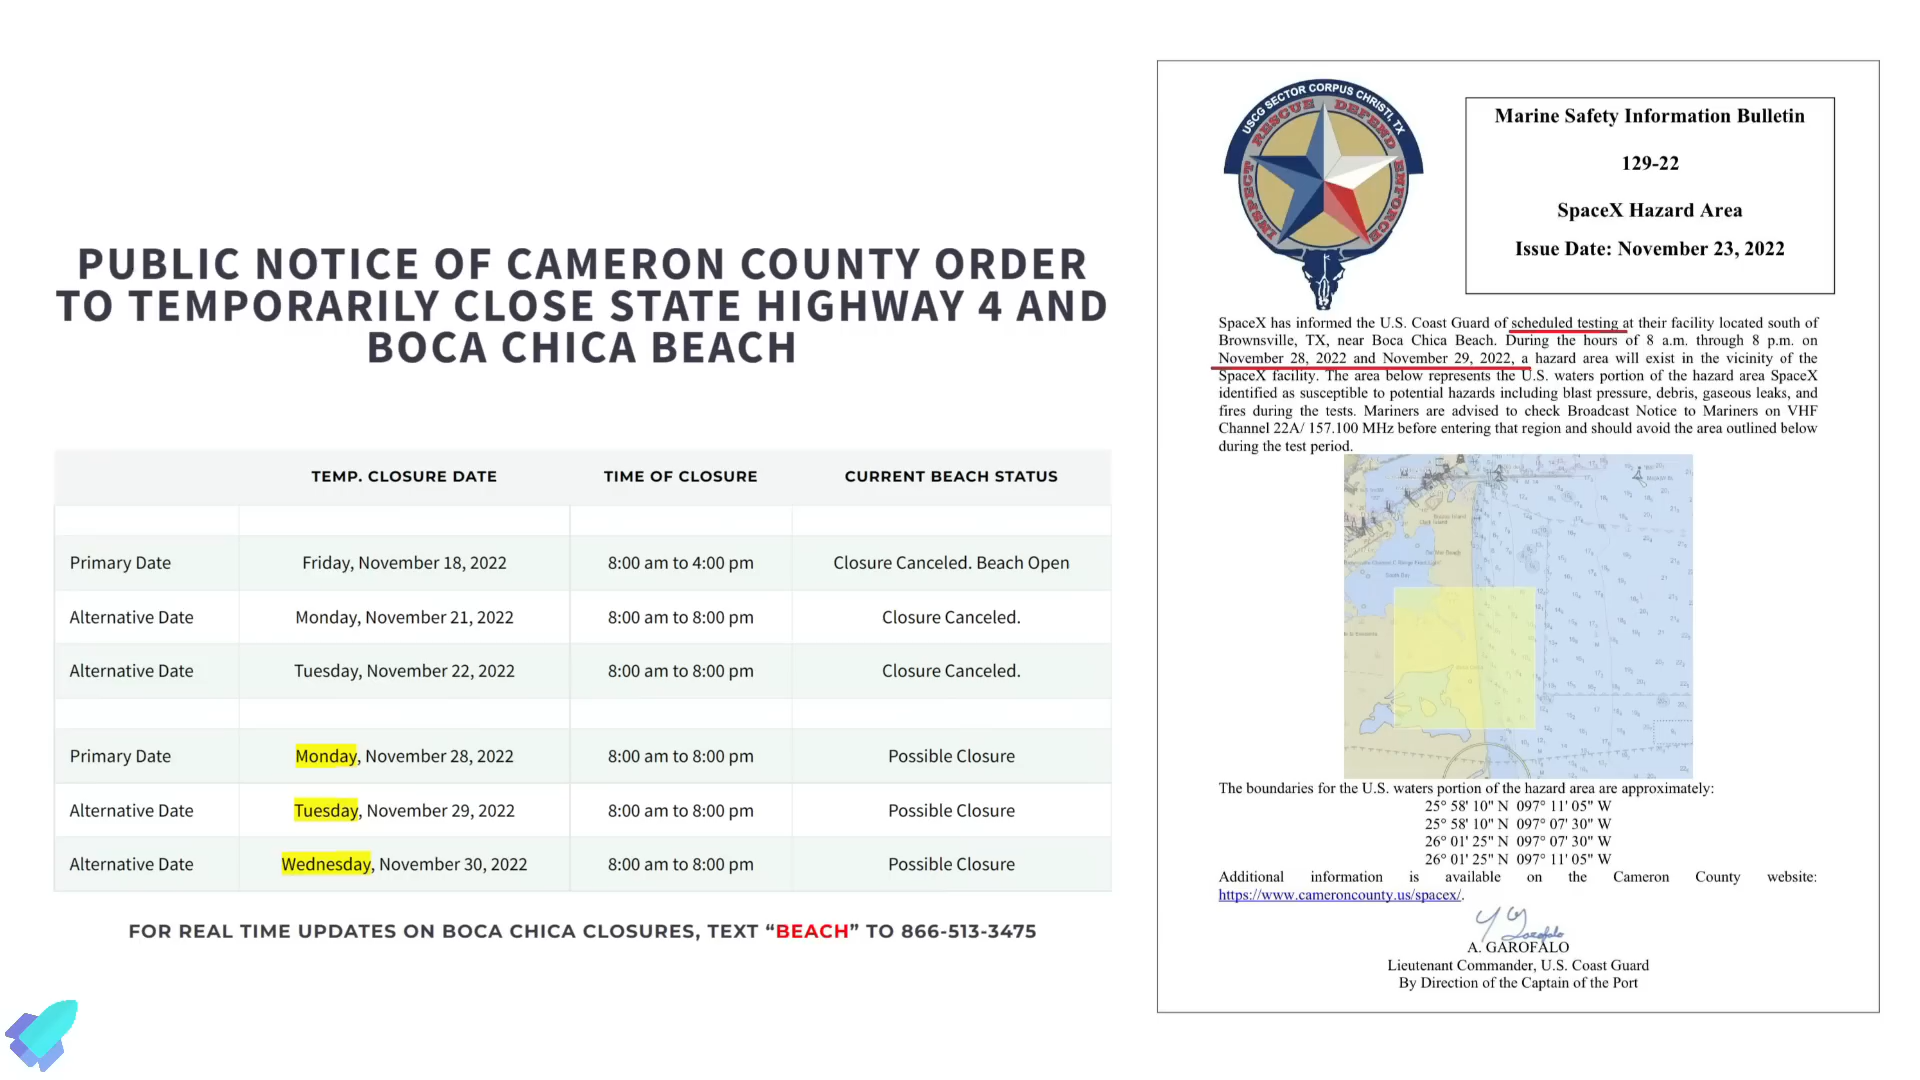 PUBLIC NOTICE OF CAMERON COUNTY ORDER
TO TEMPORARILY CLOSE STATE HIGHWAY 4 AND
BOCA CHICA BEACH
TEMP. CLOSURE DATE TIME OF CLOSURE CURRENT BEACH STATUS
Primary Date Friday, November 18, 2022 8:00 am to 4:00 pm Closure Canceled. Beach Open
Alternative Date Monday, November 21, 2022 8:00 am to 8:00 pm Closure Canceled.
Alternative Date Tuesday, November 22, 2022 8:00 am to 8:00 pm Closure Canceled.
Primary Date Monday, November 28, 2022 8:00 am to 8:00 pm Possible Closure
Alternative Date Tuesday, November 29, 2022 8:00 am to 8:00 pm Possible Closure
Alternative Date Wednesday, November 30, 2022 8:00 am to 8:00 pm Possible Closure
FOR REAL TIME UPDATES ON BOCA CHICA CLOSURES, TEXT “BEACH” TO 866-513-3475
USCG SECTOR CORPUS CHRISTI, TX
INSPECT RESCUE DEFEND ENFORCE
Marine Safety Information Bulletin
129-22
SpaceX Hazard Area
Issue Date: November 23, 2022
SpaceX has informed the U.S. Coast Guard of scheduled testing at their facility located south of
Brownsville, TX, near Boca Chica Beach. During the hours of 8 a.m. through 8 p.m. on
November 28, 2022 and November 29, 2022, a hazard area will exist in the vicinity of the
SpaceX facility. The area below represents the U.S. waters portion of the hazard area SpaceX
identified as susceptible to potential hazards including blast pressure, debris, gaseous leaks, and
fires during the tests. Mariners are advised to check Broadcast Notice to Mariners on VHF
Channel 22A/ 157.100 MHz before entering that region and should avoid the area outlined below
during the test period.
The boundaries for the U.S. waters portion of the hazard area are approximately:
25° 58' 10" N 097° 11' 05" W
25° 58' 10" N 097° 07' 30" W
26° 01' 25" N 097° 07' 30" W
26° 01' 25" N 097° 11' 05" W
Additional information is available on the Cameron County website:
https://www.cameroncounty.us/spacex/.
A. GAROFALO
Lieutenant Commander, U.S. Coast Guard
By Direction of the Captain of the Port